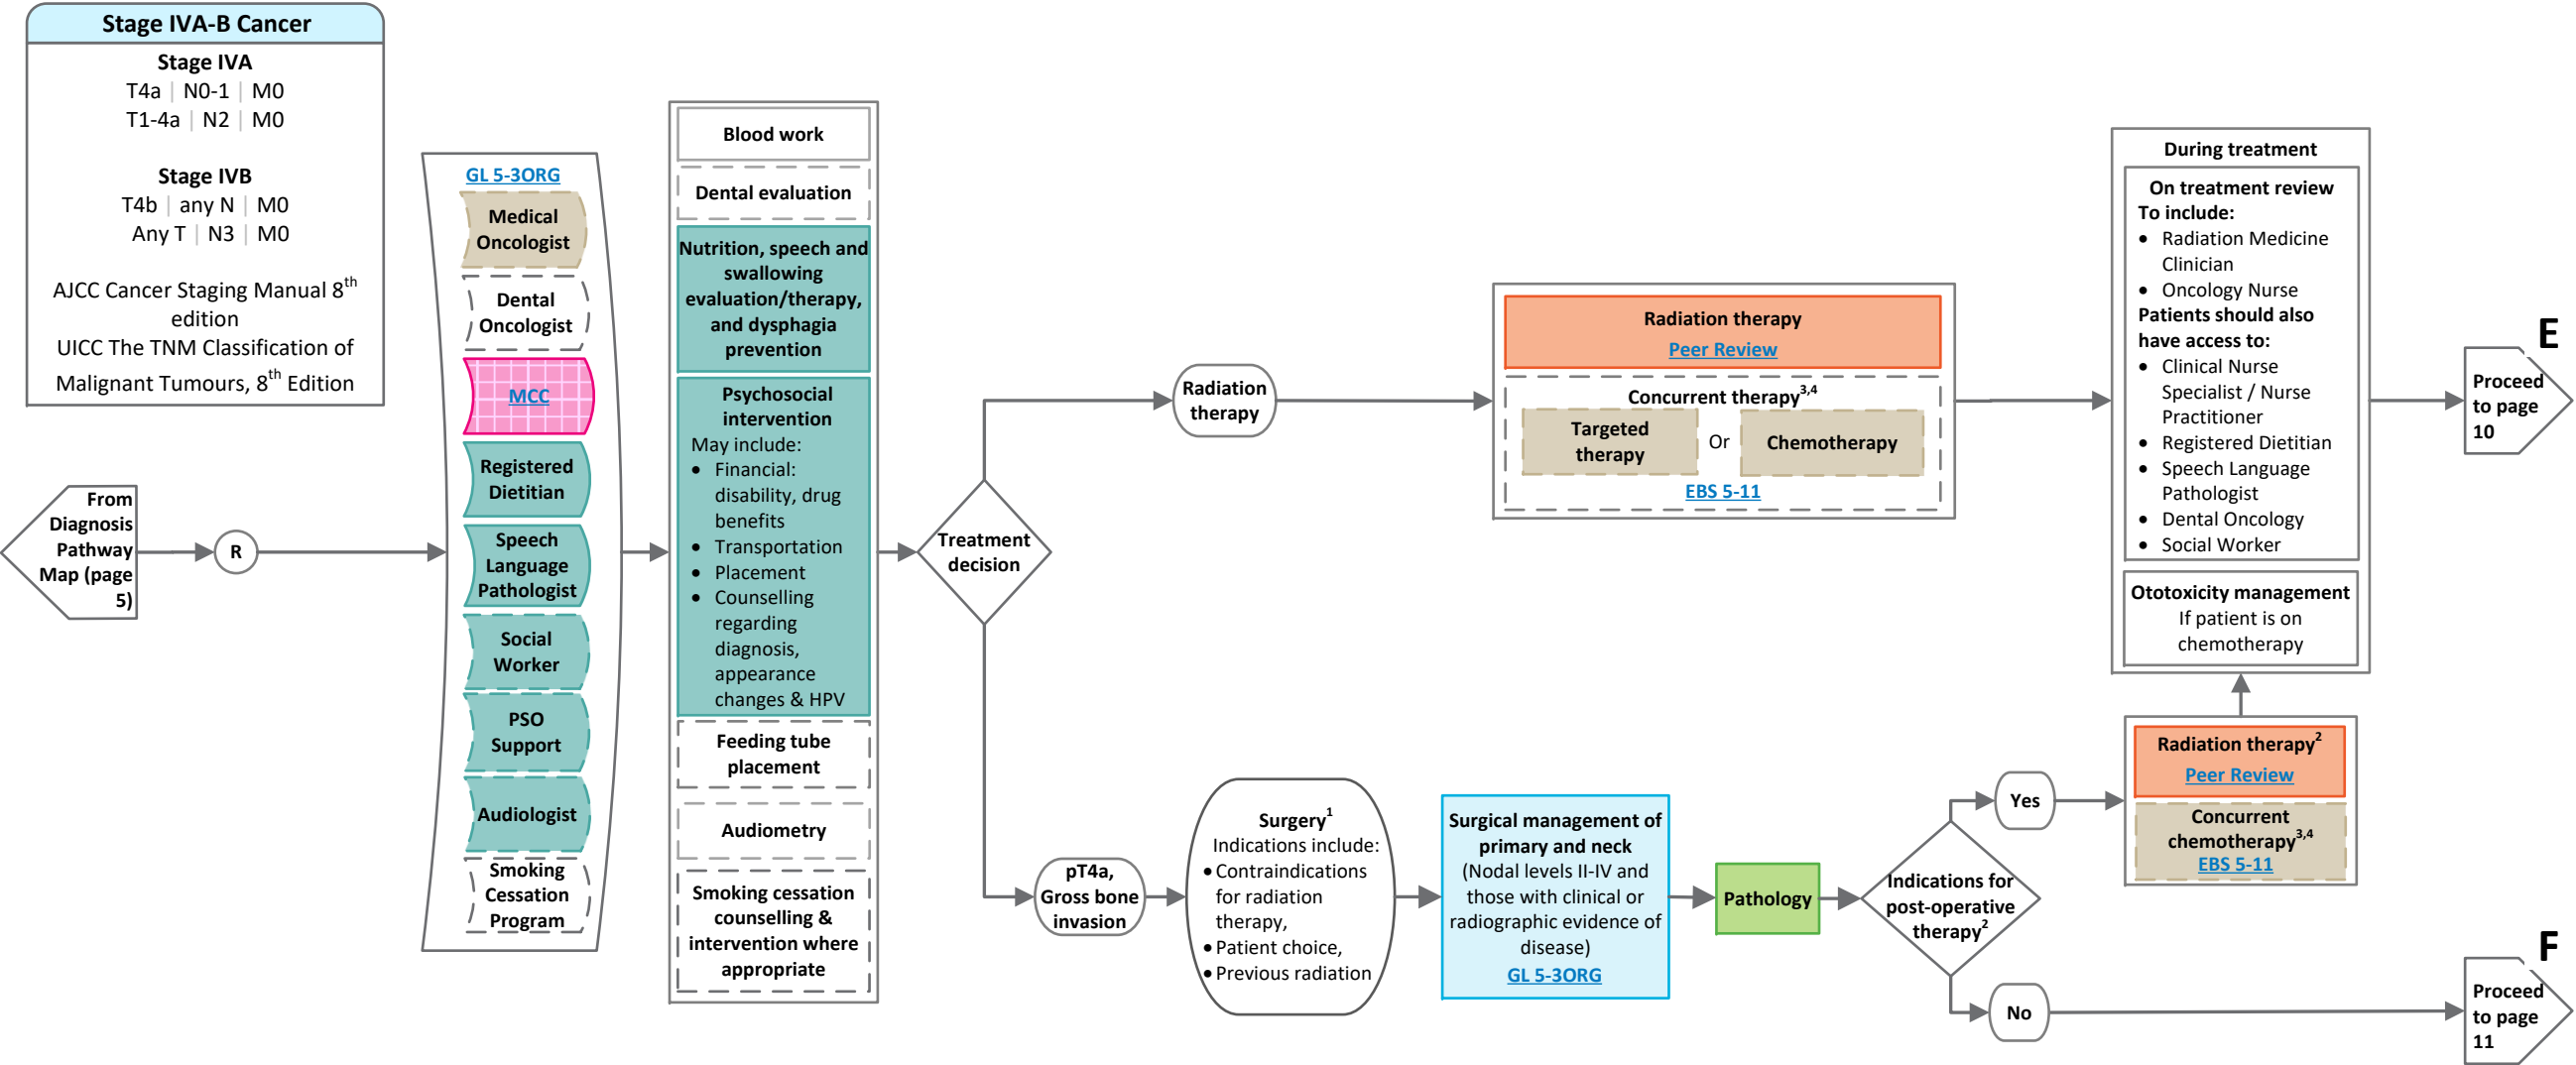 Stage IVA-B Cancer
Stage IVA
T4a | N0-1 | M0
T1-4a | N2 | M0
Stage IVB
T4b | any N | M0
Any T | N3 | M0
AJCC Cancer Staging Manual 8th
edition
UICC The TNM Classification of
Malignant Tumours, 8th Edition
From
Diagnosis
Pathway
Map (page
5)
R
GL 5-3ORG
Medical
Oncologist
Dental
Oncologist
MCC
Registered
Dietitian
Speech
Language
Pathologist
Social
Worker
PSO
Support
Audiologist
Smoking
Cessation
Program
Blood work
Dental evaluation
Nutrition, speech and
swallowing
evaluation/therapy,
and dysphagia
prevention
Psychosocial
intervention
May include:
• Financial:
disability, drug
benefits
• Transportation
• Placement
• Counselling
regarding
diagnosis,
appearance
changes & HPV
Feeding tube
placement
Audiometry
Smoking cessation
counselling &
intervention where
appropriate
Treatment
decision
Radiation
therapy
Radiation therapy
Peer Review
Concurrent therapy3,4
Targeted
therapy
Or
Chemotherapy
EBS 5-11
During treatment
On treatment review
To include:
• Radiation Medicine
Clinician
• Oncology Nurse
Patients should also
have access to:
• Clinical Nurse
Specialist / Nurse
Practitioner
• Registered Dietitian
• Speech Language
Pathologist
• Dental Oncology
• Social Worker
Ototoxicity management
If patient is on
chemotherapy
E
Proceed
to page
10
pT4a,
Gross bone
invasion
Surgery1
Indications include:
• Contraindications
for radiation
therapy,
• Patient choice,
• Previous radiation
Surgical management of
primary and neck
(Nodal levels II-IV and
those with clinical or
radiographic evidence of
disease)
GL 5-3ORG
Pathology
Indications for
post-operative
therapy2
Yes
Radiation therapy2
Peer Review
Concurrent
chemotherapy3,4
EBS 5-11
No
F
Proceed
to page
11